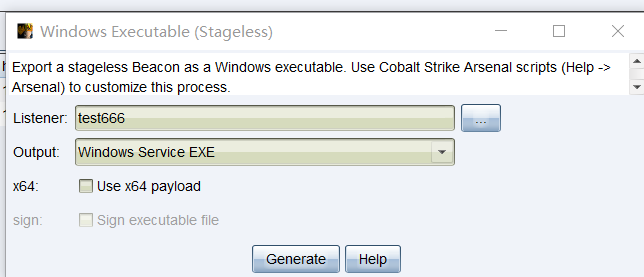 Windows Executable (Stageless)
Export a stageless Beacon as a Windows executable. Use Cobalt Strike Arsenal scripts (Help ->
Arsenal) to customize this process.
Listener: test666 ...
Output: Windows Service EXE
x64: Use x64 payload
sign: Sign executable file
Generate Help